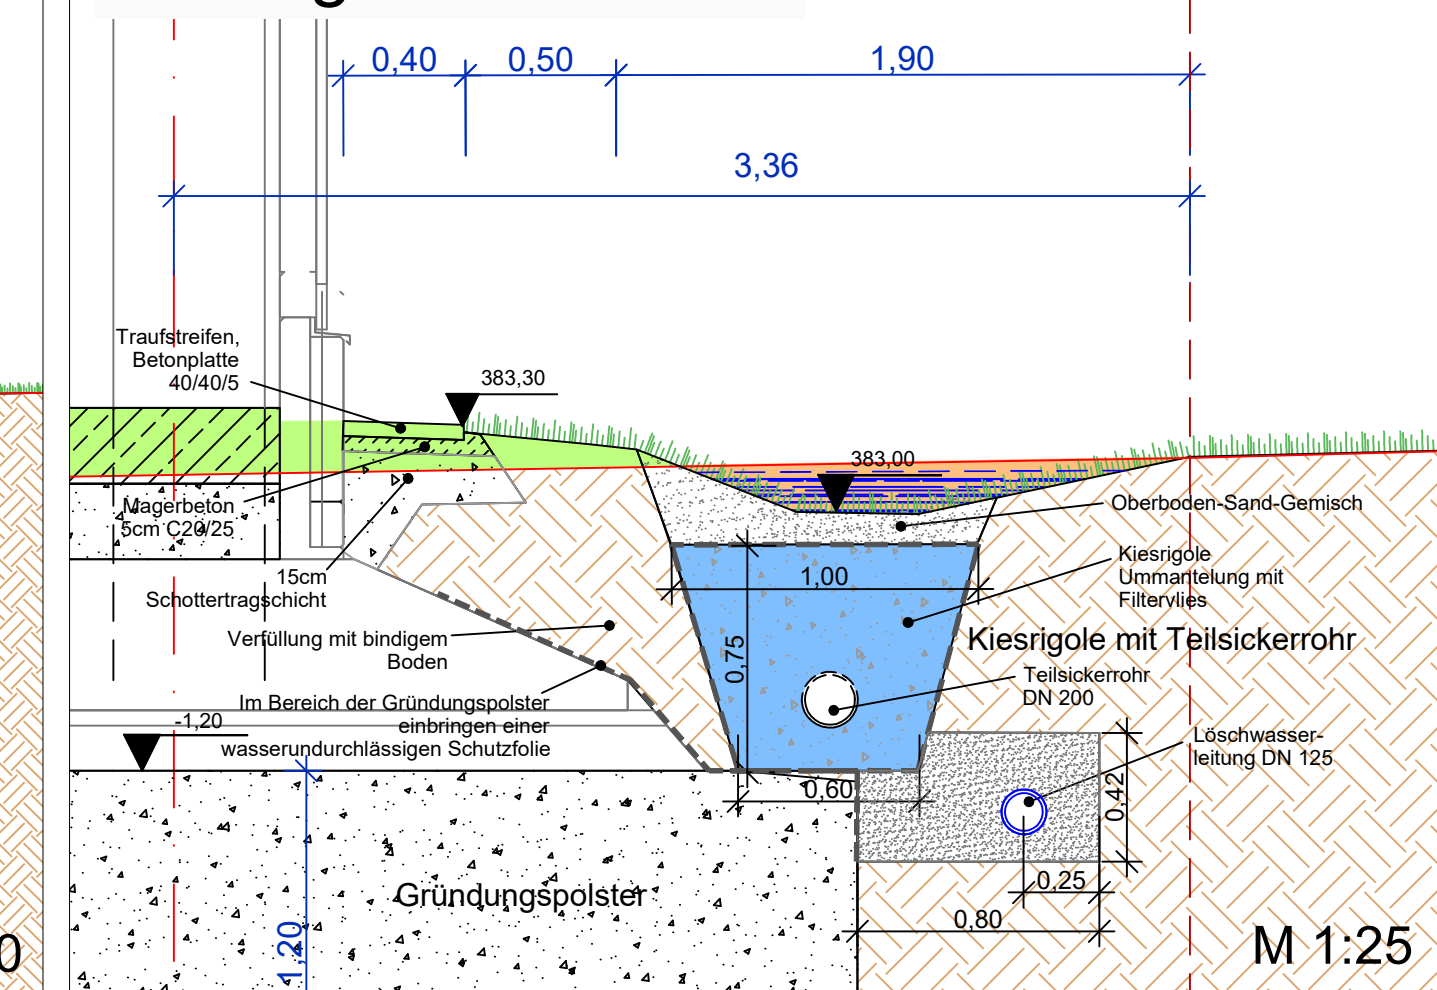 0,40
0,50
1,90
3,36
Traufstreifen,
Betonplatte
40/40/5
383,30
383,00
Magerbeton
5cm C20/25
Oberboden-Sand-Gemisch
15cm
Schottertragschicht
1,00
Kiesrigole
Ummantelung mit
Filtervlies
Verfüllung mit bindigem
Boden
0,75
Kiesrigole mit Teilsickerrohr
Teilsickerrohr
DN 200
Im Bereich der Gründungspolster
einbringen einer
wasserundurchlässigen Schutzfolie
-1,20
Löschwasser-
leitung DN 125
0,60
0,42
Gründungspolster
0,25
0,80
1,20
0
M 1:25